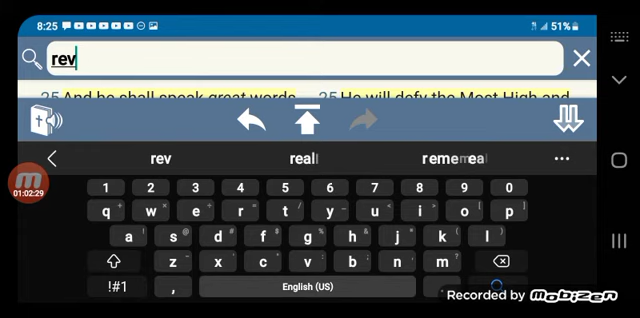 8:25
51%
rev
25 And he shall speak great words
25 He will defy the Most High and
rev
real
1 2 3 4 5 6 7 8 9 0
01:02:29
q w e r t y u i o p
a s d f g h j k l
z x c v b n m
!#1 , English (US)
Recorded by mobizen